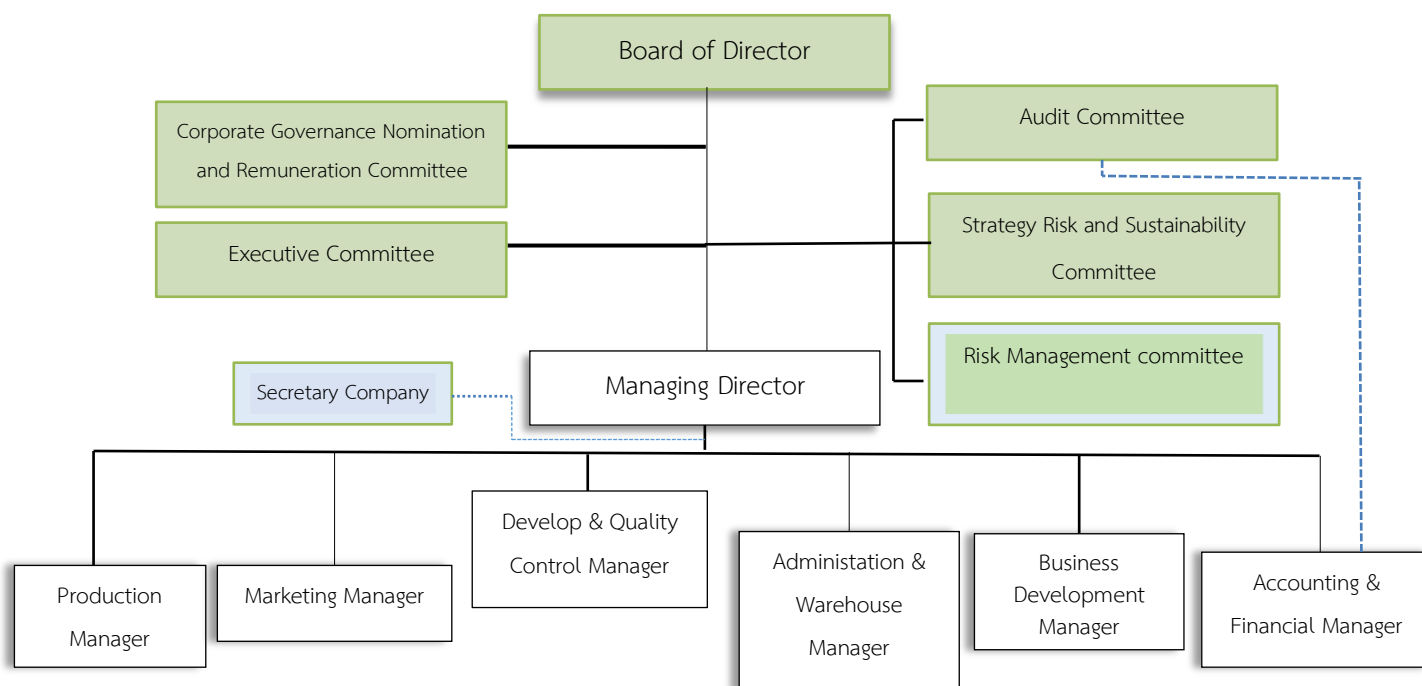 Board of Director
Corporate Governance Nomination
and Remuneration Committee
Audit Committee
Executive Committee
Strategy Risk and Sustainability
Committee
Secretary Company
Managing Director
Risk Management committee
Production
Manager
Marketing Manager
Develop & Quality
Control Manager
Administation &
Warehouse
Manager
Business
Development
Manager
Accounting &
Financial Manager